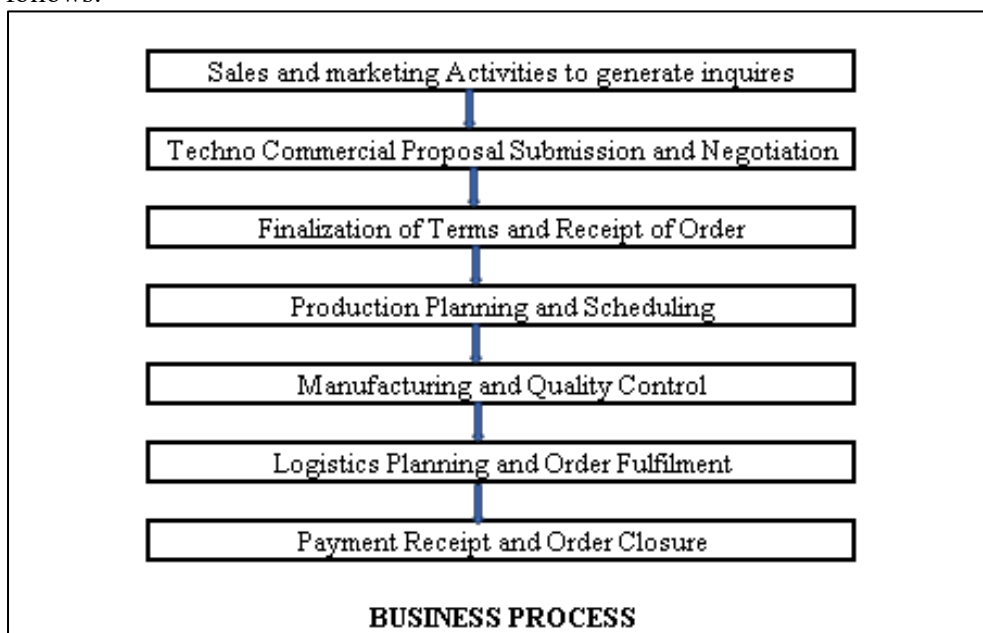 Sales and marketing Activities to generate inquires
Techno Commercial Proposal Submission and Negotiation
Finalization of Terms and Receipt of Order
Production Planning and Scheduling
Manufacturing and Quality Control
Logistics Planning and Order Fulfilment
Payment Receipt and Order Closure
BUSINESS PROCESS